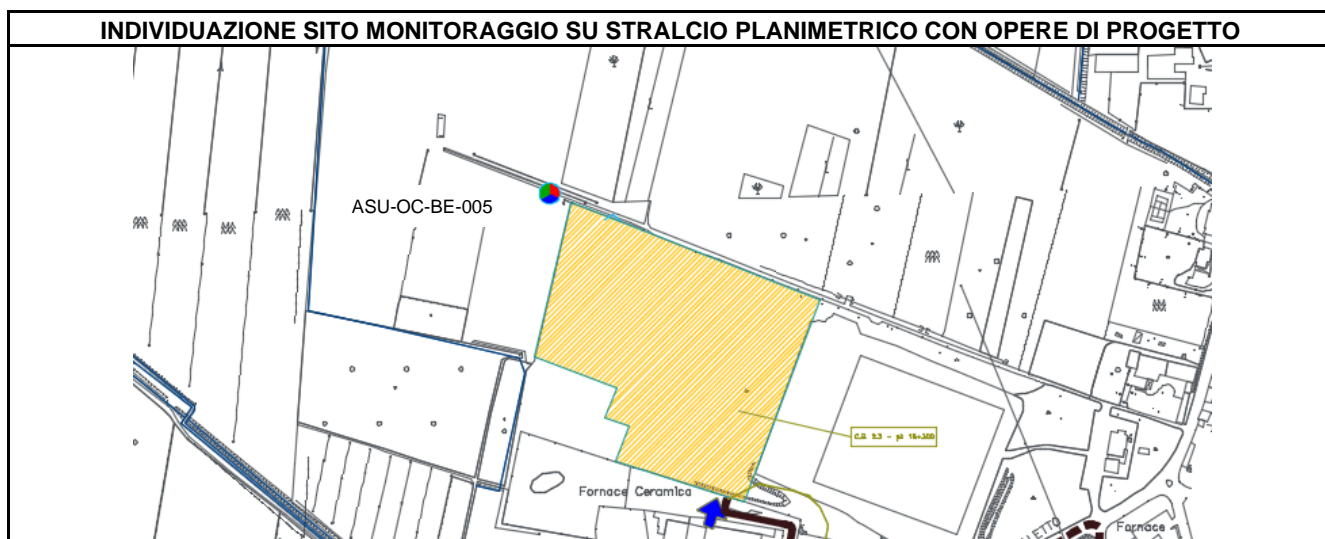 INDIVIDUAZIONE SITO MONITORAGGIO SU STRALCIO PLANIMETRICO CON OPERE DI PROGETTO
ASU-OC-BE-005
Fornace Ceramica
Fornace